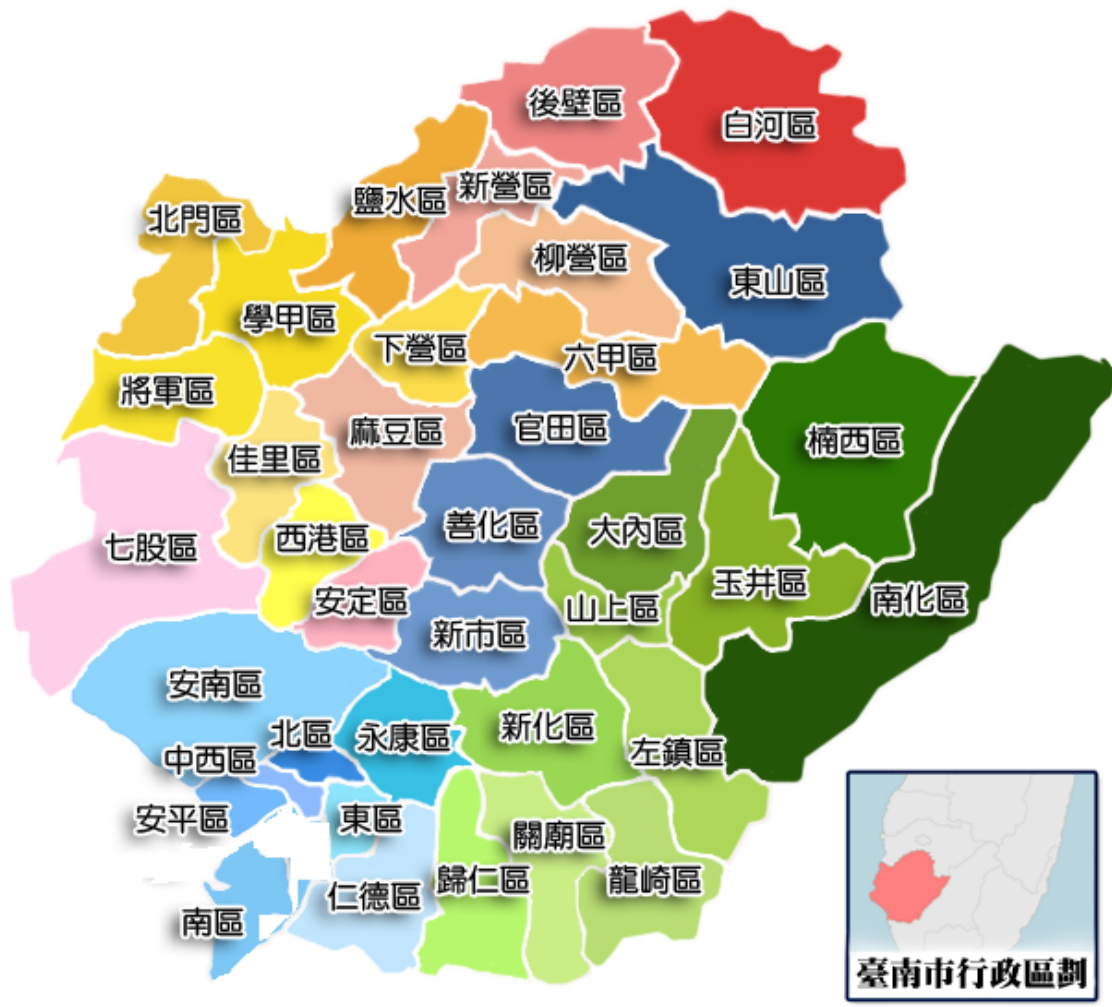 後壁區
白河區
新營區
鹽水區
北門區
柳營區
東山區
學甲區
下營區
六甲區
將軍區
麻豆區
官田區
楠西區
佳里區
善化區
大內區
西港區
七股區
玉井區
安定區
山上區
南化區
新市區
安南區
北區
永康區
新化區
左鎮區
中西區
安平區
東區
關廟區
仁德區
歸仁區
龍崎區
南區
臺南市行政區劃